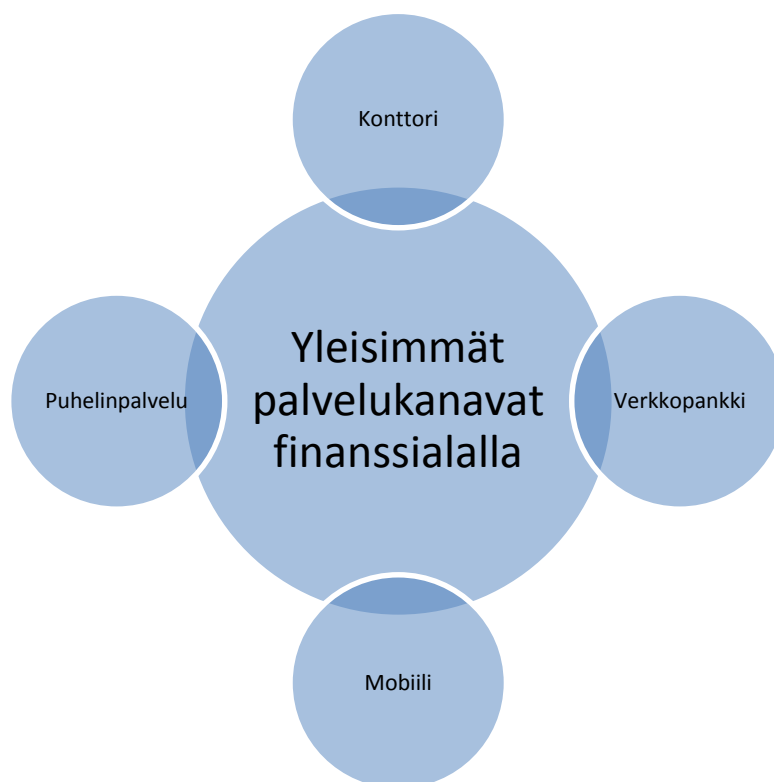 Konttori
Yleisimmät
palvelukanavat
finanssialalla
Puhelinpalvelu
Verkkopankki
Mobiili